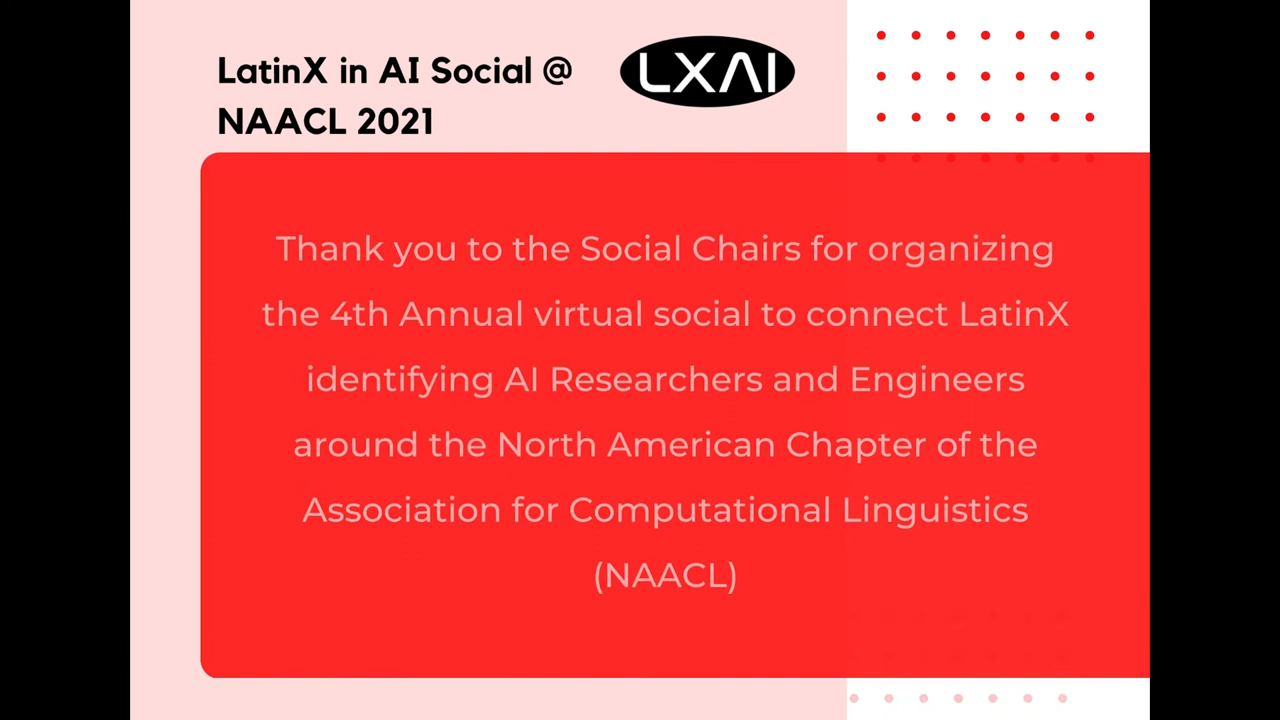 LatinX in AI Social @
NAACL 2021
LXAI
Thank you to the Social Chairs for organizing
the 4th Annual virtual social to connect LatinX
identifying AI Researchers and Engineers
around the North American Chapter of the
Association for Computational Linguistics
(NAACL)